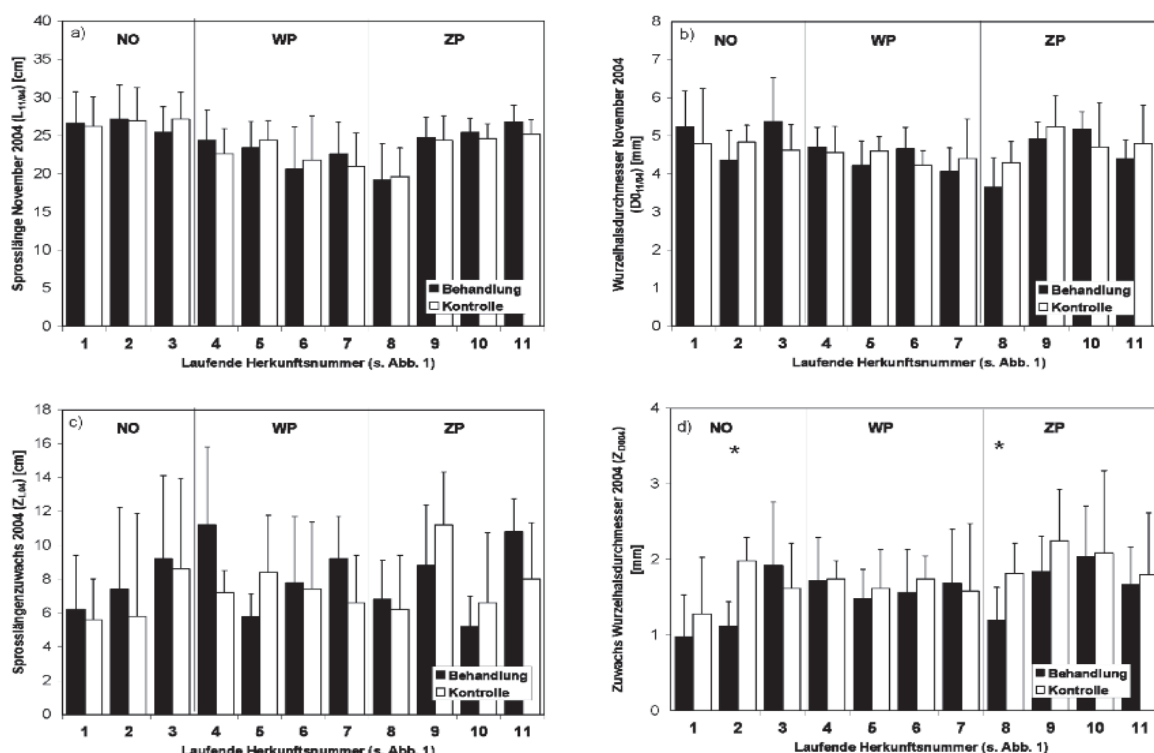 a)
NO WP ZP
Sprosslänge November 2004 (L11/04) [cm]
40
35
30
25
20
15
10
5
0
Behandlung
Kontrolle
1 2 3 4 5 6 7 8 9 10 11
Laufende Herkunftsnummer (s. Abb. 1)
b)
NO WP ZP
Wurzelhalsdurchmesser November 2004
(D011/04) [mm]
8
7
6
5
4
3
2
1
0
Behandlung
Kontrolle
1 2 3 4 5 6 7 8 9 10 11
Laufende Herkunftsnummer (s. Abb. 1)
c)
NO WP ZP
Sprosslängenzuwachs 2004 (ZL04) [cm]
18
16
14
12
10
8
6
4
2
0
Behandlung
Kontrolle
1 2 3 4 5 6 7 8 9 10 11
Laufende Herkunftsnummer (s. Abb. 1)
d)
NO WP ZP
* *
Zuwachs Wurzelhalsdurchmesser 2004 (ZD004)
[mm]
4
3
2
1
0
Behandlung
Kontrolle
1 2 3 4 5 6 7 8 9 10 11
Laufende Herkunftsnummer (s. Abb. 1)